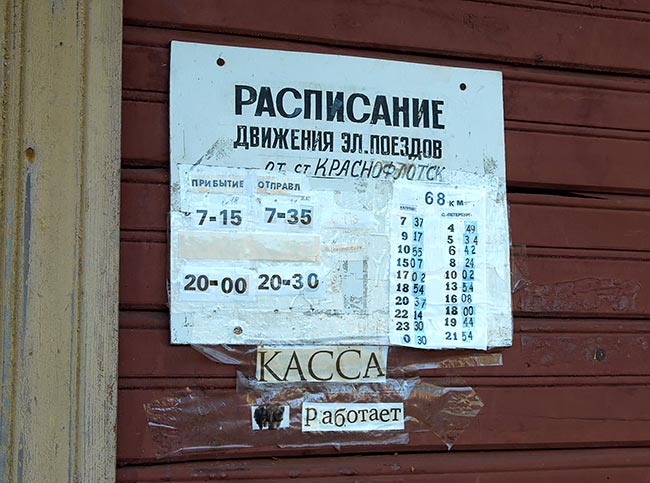 РАСПИСАНИЕ
ДВИЖЕНИЯ ЭЛ.ПОЕЗДОВ
ОТ СТ КРАСНОФЛОТСК
ПРИБЫТИЕ ОТПРАВЛ
7-15 7-35
20-00 20-30
68 КМ
С.-ПЕТЕРБУРГ
7 37 4 49
9 17 5 34
10 55 6 42
15 07 8 24
17 02 10 02
18 54 13 54
20 37 16 08
22 14 18 00
23 30 19 44
0 30 21 54
КАССА
работает